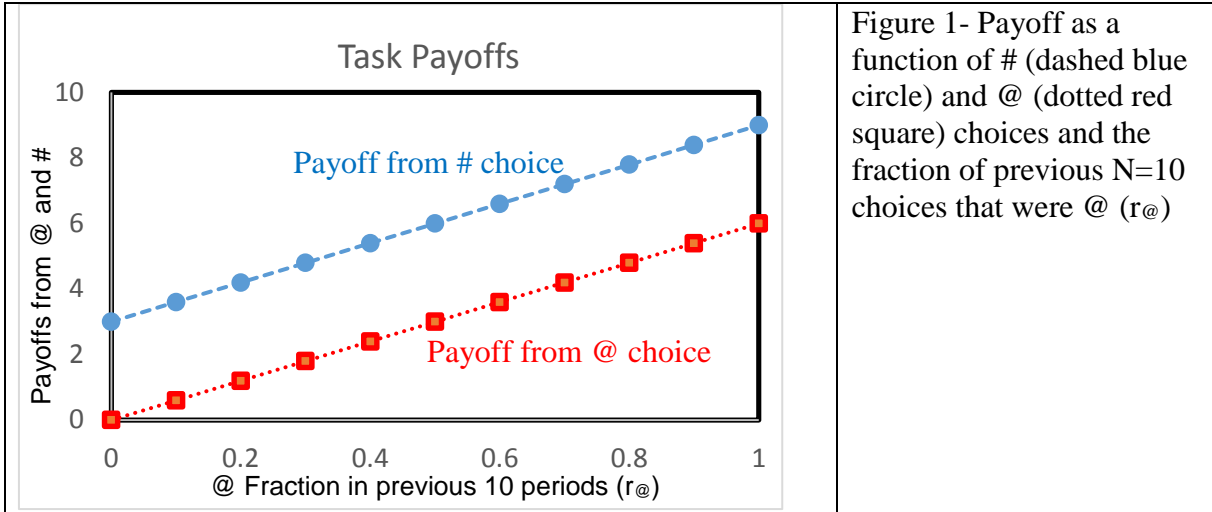 Task Payoffs
10
8
6
4
2
0
Payoffs from @ and #
Payoff from # choice
Payoff from @ choice
0 0.2 0.4 0.6 0.8 1
@ Fraction in previous 10 periods (r@)
Figure 1- Payoff as a
function of # (dashed blue
circle) and @ (dotted red
square) choices and the
fraction of previous N=10
choices that were @ (r@)